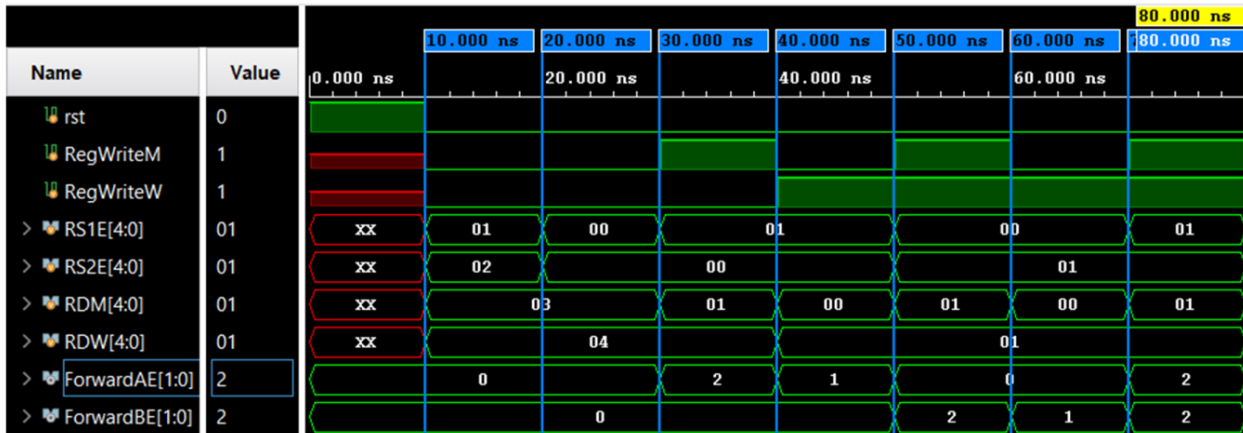 80.000 ns
10.000 ns 20.000 ns 30.000 ns 40.000 ns 50.000 ns 60.000 ns 80.000 ns
Name Value 0.000 ns 20.000 ns 40.000 ns 60.000 ns
rst 0
RegWriteM 1
RegWriteW 1
RS1E[4:0] 01 XX 01 00 01 00 01
RS2E[4:0] 01 XX 02 00 01
RDM[4:0] 01 XX 03 01 00 01 00 01
RDW[4:0] 01 XX 04 01
ForwardAE[1:0] 2 0 2 1 0 2
ForwardBE[1:0] 2 0 2 1 2